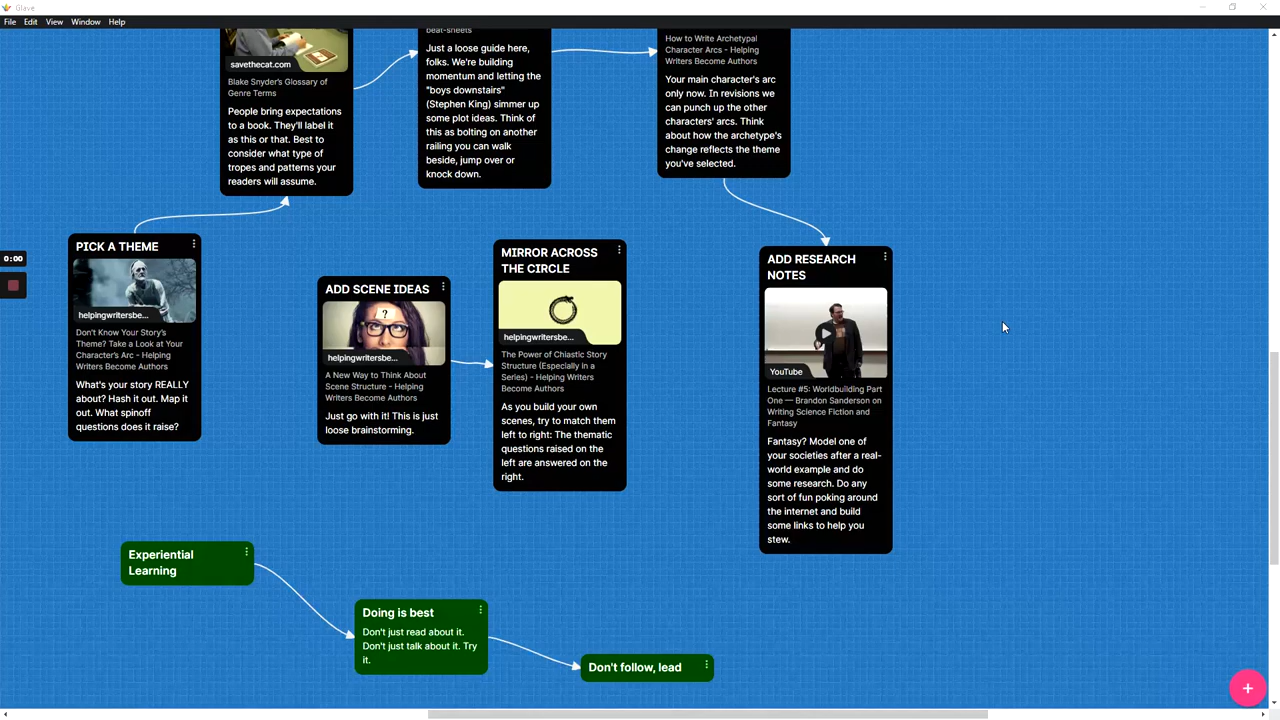 Glave
File Edit View Window Help
savethecat.com
Blake Snyder's Glossary of
Genre Terms
People bring expectations
to a book. They'll label it
as this or that. Best to
consider what type of
tropes and patterns your
readers will assume.
beat-sheets
Just a loose guide here,
folks. We're building
momentum and letting the
"boys downstairs"
(Stephen King) simmer up
some plot ideas. Think of
this as bolting on another
railing you can walk
beside, jump over or
knock down.
How to Write Archetypal
Character Arcs - Helping
Writers Become Authors
Your main character's arc
only now. In revisions we
can punch up the other
characters' arcs. Think
about how the archetype's
change reflects the theme
you've selected.
0:00
PICK A THEME
helpingwritersbe...
Don't Know Your Story's
Theme? Take a Look at Your
Character's Arc - Helping
Writers Become Authors
What's your story REALLY
about? Hash it out. Map it
out. What spinoff
questions does it raise?
ADD SCENE IDEAS
?
helpingwritersbe...
A New Way to Think About
Scene Structure - Helping
Writers Become Authors
Just go with it! This is just
loose brainstorming.
MIRROR ACROSS
THE CIRCLE
helpingwritersbe...
The Power of Chiastic Story
Structure (Especially In a
Series) - Helping Writers
Become Authors
As you build your own
scenes, try to match them
left to right: The thematic
questions raised on the
left are answered on the
right.
ADD RESEARCH
NOTES
YouTube
Lecture #5: Worldbuilding Part
One — Brandon Sanderson on
Writing Science Fiction and
Fantasy
Fantasy? Model one of
your societies after a real-
world example and do
some research. Do any
sort of fun poking around
the internet and build
some links to help you
stew.
Experiential
Learning
Doing is best
Don't just read about it.
Don't just talk about it. Try
it.
Don't follow, lead